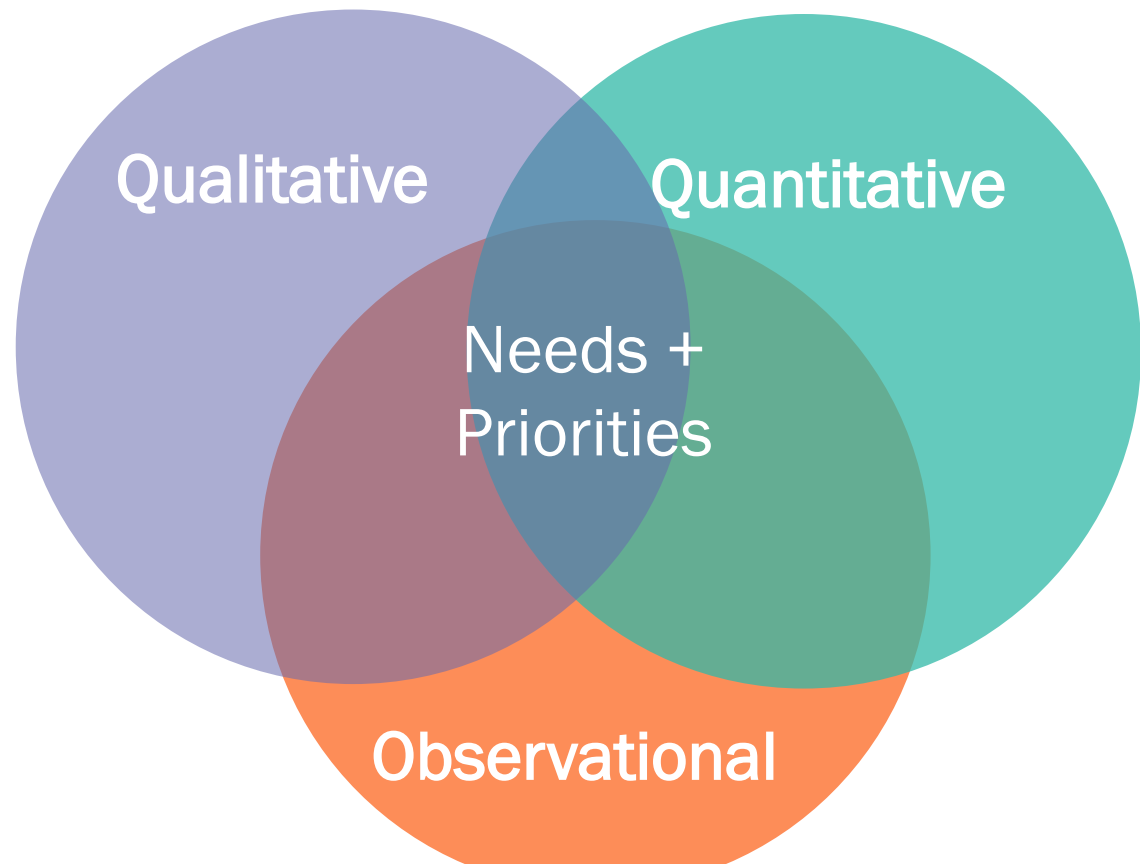 Qualitative
Quantitative
Needs +
Priorities
Observational